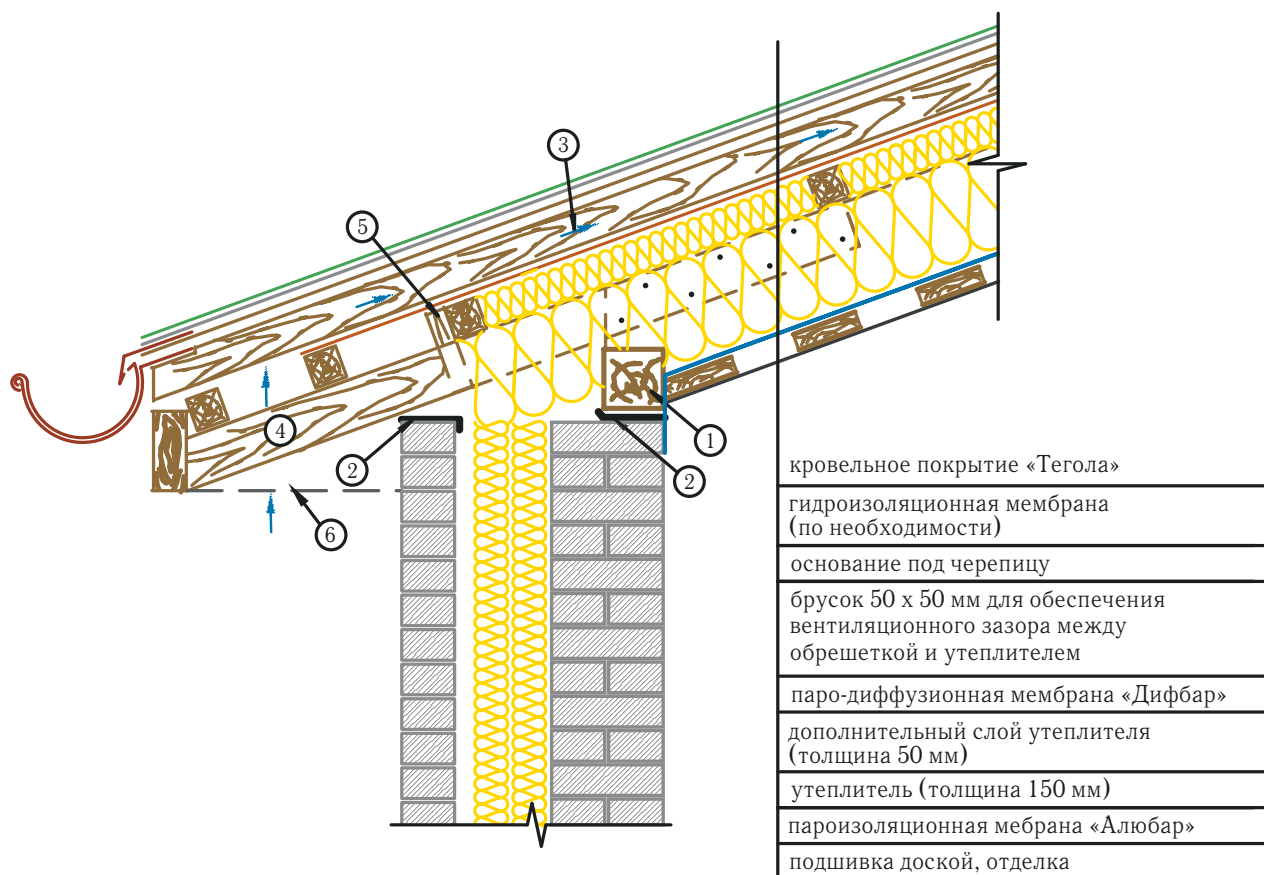 3
5
4
2
1
2
6
кровельное покрытие «Тегола»
гидроизоляционная мембрана
(по необходимости)
основание под черепицу
брусок 50 x 50 мм для обеспечения
вентиляционного зазора между
обрешеткой и утеплителем
паро-диффузионная мембрана «Дифбар»
дополнительный слой утеплителя
(толщина 50 мм)
утеплитель (толщина 150 мм)
пароизоляционная мебрана «Алюбар»
подшивка доской, отделка